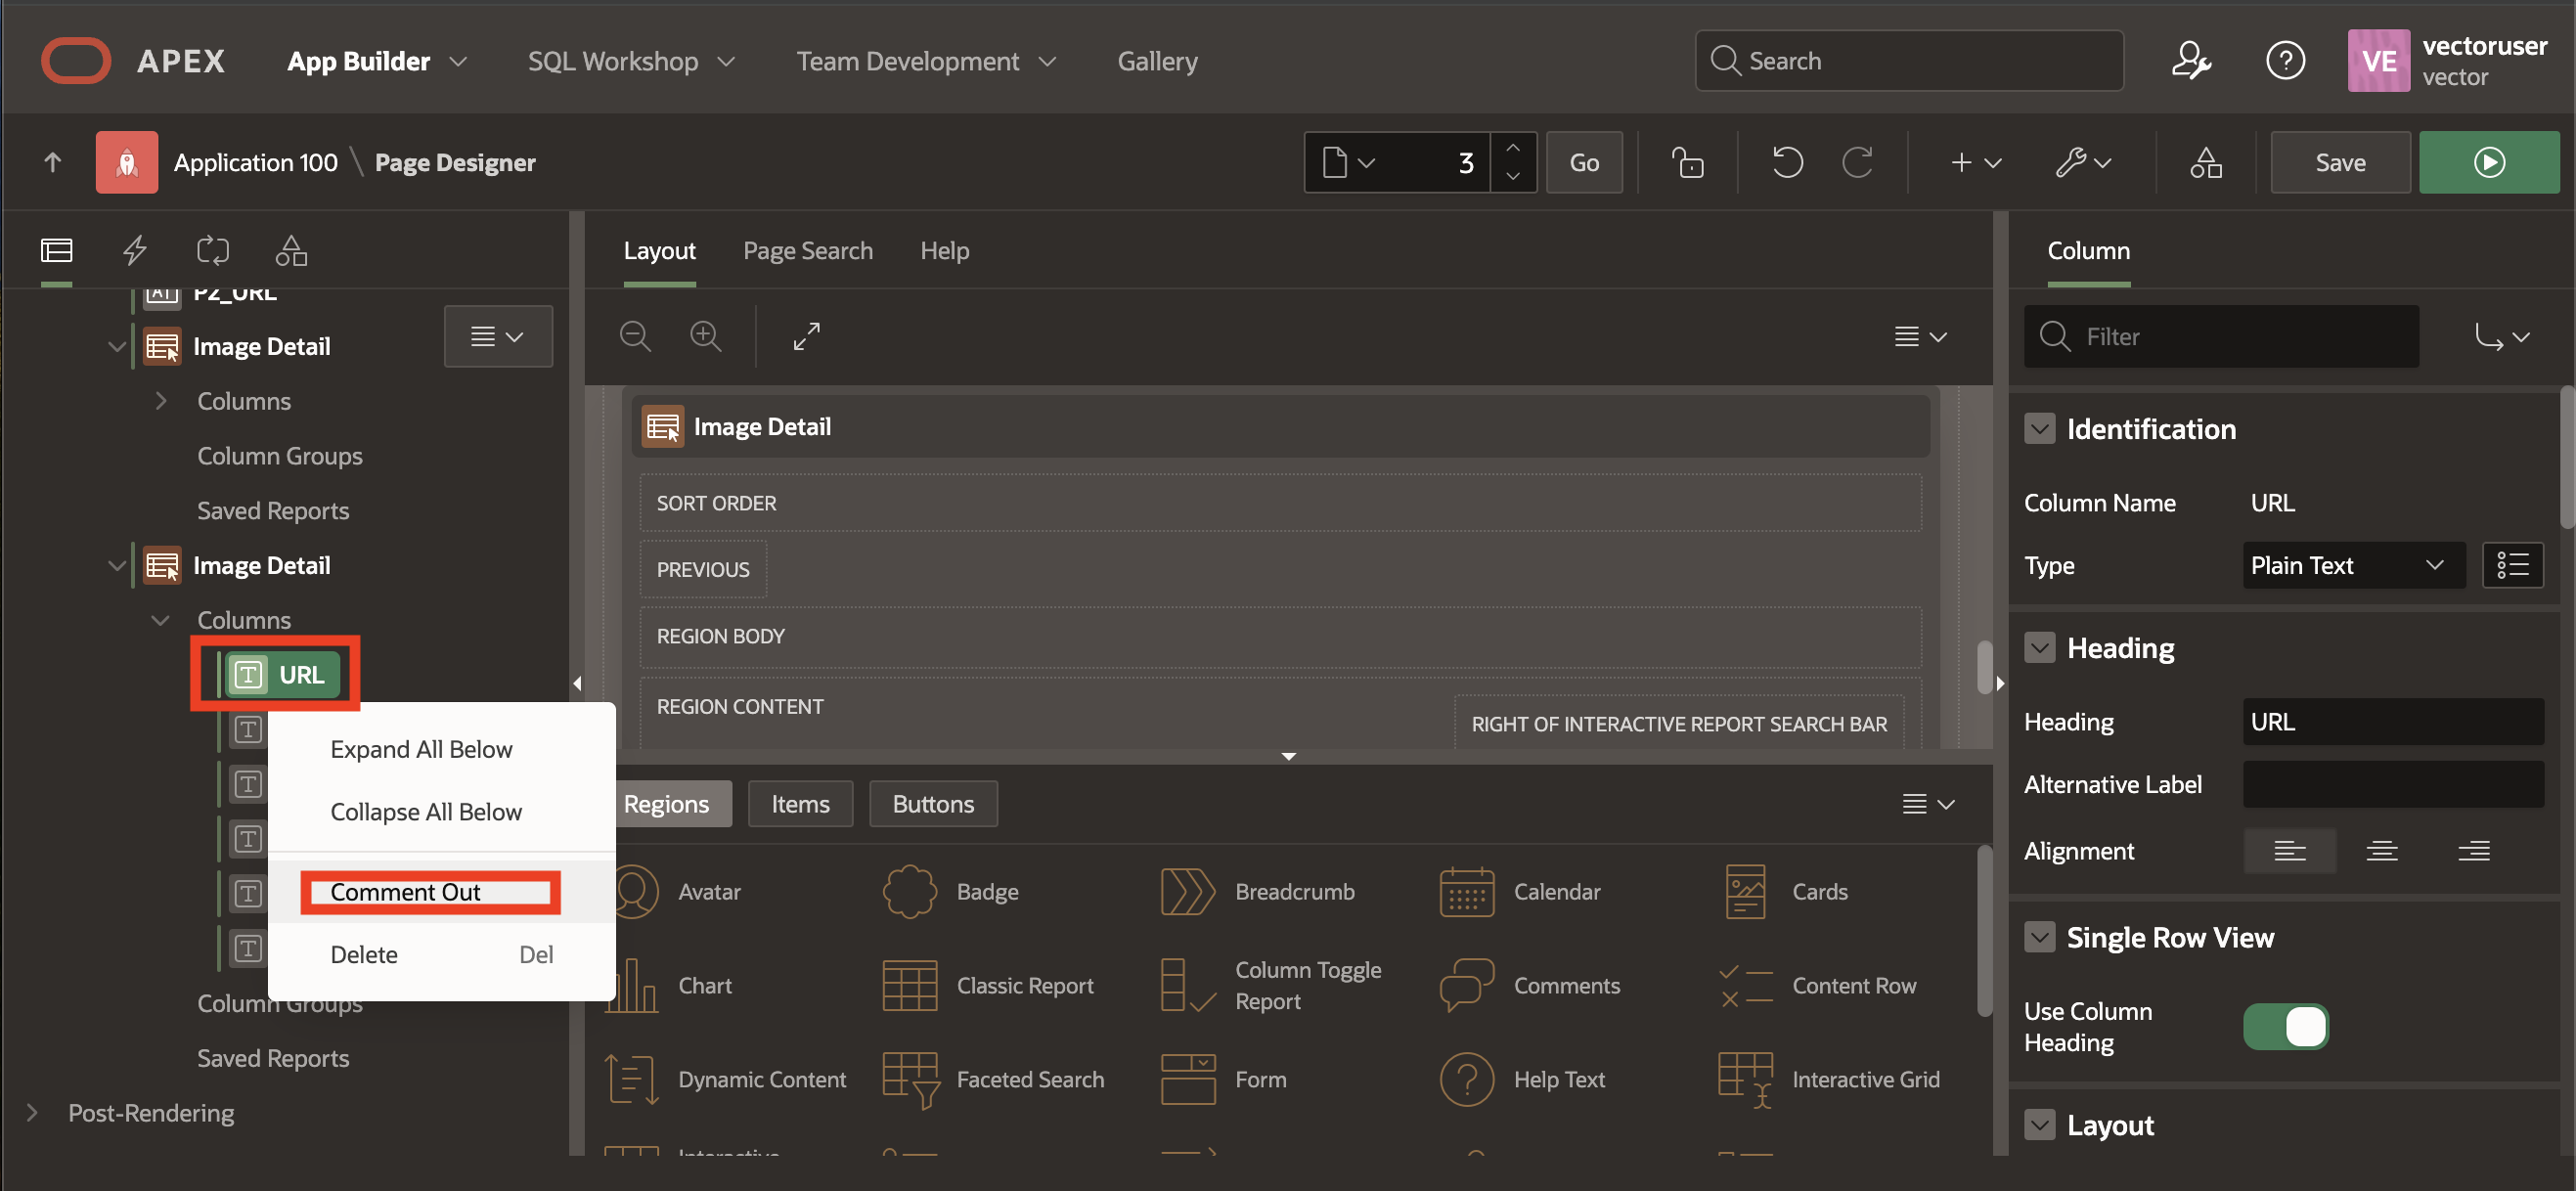 APEX
App Builder
SQL Workshop
Team Development
Gallery
Search
VE
vectoruser
vector
Application 100 \ Page Designer
3
Go
Save
P2_URL
Image Detail
Columns
Column Groups
Saved Reports
Image Detail
Columns
URL
Expand All Below
Collapse All Below
Comment Out
Delete Del
Column Groups
Saved Reports
Post-Rendering
Layout
Page Search
Help
Image Detail
SORT ORDER
PREVIOUS
REGION BODY
REGION CONTENT
RIGHT OF INTERACTIVE REPORT SEARCH BAR
Regions
Items
Buttons
Avatar
Badge
Breadcrumb
Calendar
Cards
Chart
Classic Report
Column Toggle
Report
Comments
Content Row
Dynamic Content
Faceted Search
Form
Help Text
Interactive Grid
Interactive
Column
Filter
Identification
Column Name URL
Type Plain Text
Heading
Heading URL
Alternative Label
Alignment
Single Row View
Use Column
Heading
Layout